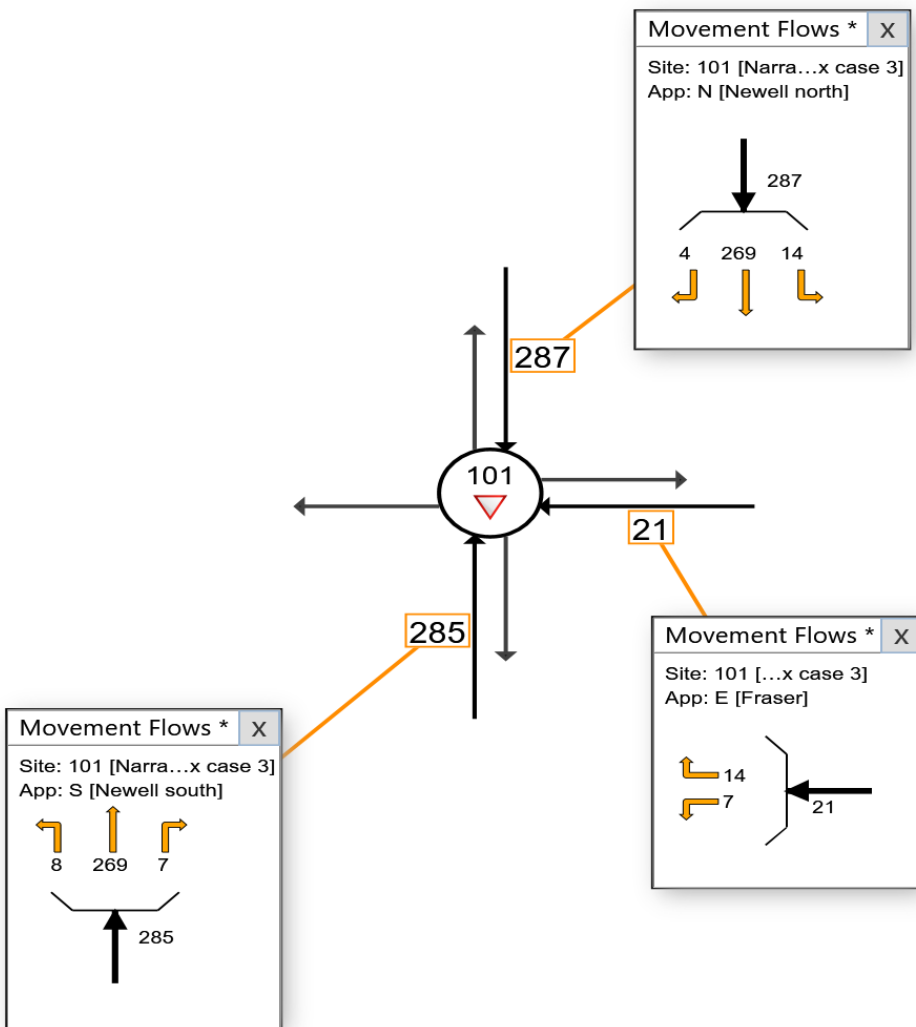 Movement Flows * X
Site: 101 [Narra...x case 3]
App: N [Newell north]
287
4 269 14
287
101
21
285
Movement Flows * X
Site: 101 [...x case 3]
App: E [Fraser]
14
7
21
Movement Flows * X
Site: 101 [Narra...x case 3]
App: S [Newell south]
8 269 7
285